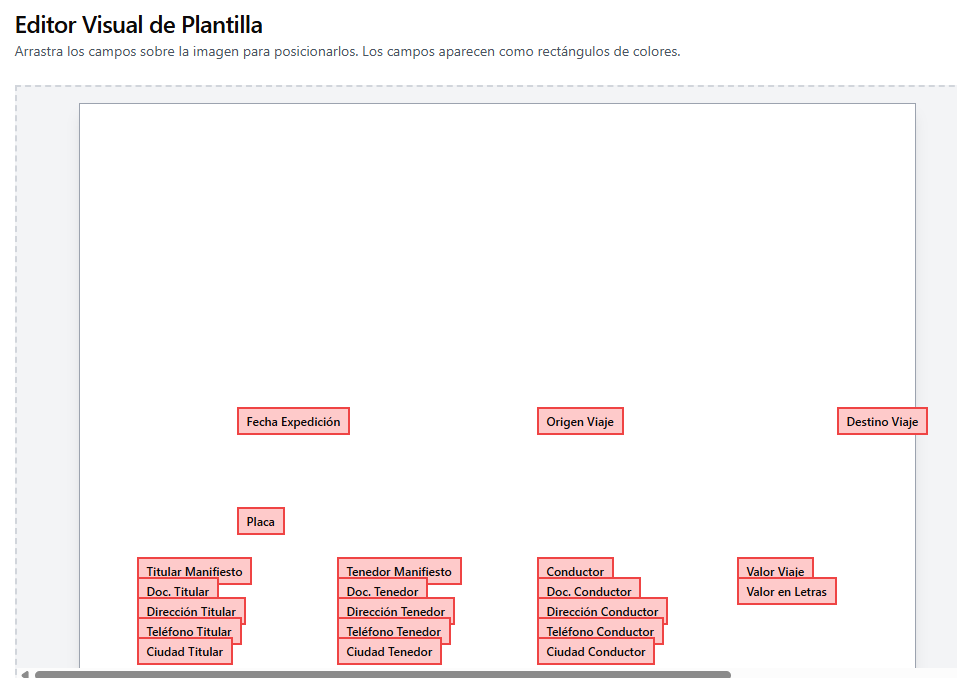 Editor Visual de Plantilla
Arrastra los campos sobre la imagen para posicionarlos. Los campos aparecen como rectángulos de colores.
Fecha Expedición
Origen Viaje
Destino Viaje
Placa
Titular Manifiesto
Tenedor Manifiesto
Conductor
Valor Viaje
Doc. Titular
Doc. Tenedor
Doc. Conductor
Valor en Letras
Dirección Titular
Dirección Tenedor
Dirección Conductor
Teléfono Titular
Teléfono Tenedor
Teléfono Conductor
Ciudad Titular
Ciudad Tenedor
Ciudad Conductor